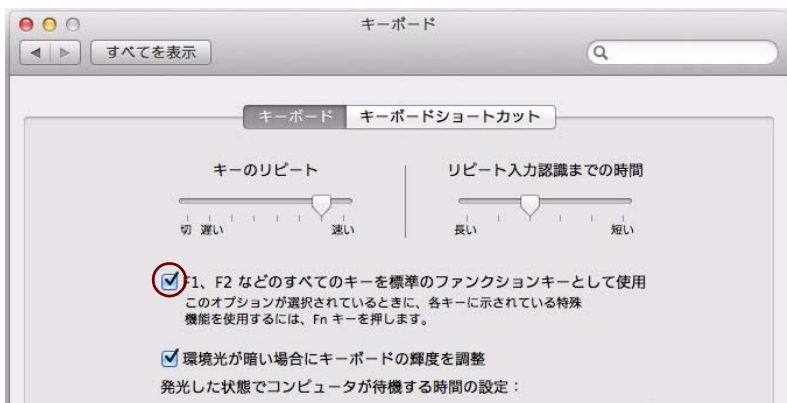 キーボード
すべてを表示
キーボード キーボードショートカット
キーのリピート リピート入力認識までの時間
切 遅い 速い 長い 短い
F1、F2 などのすべてのキーを標準のファンクションキーとして使用
このオプションが選択されているときに、各キーに示されている特殊
機能を使用するには、Fn キーを押します。
環境光が暗い場合にキーボードの輝度を調整
発光した状態でコンピュータが待機する時間の設定：